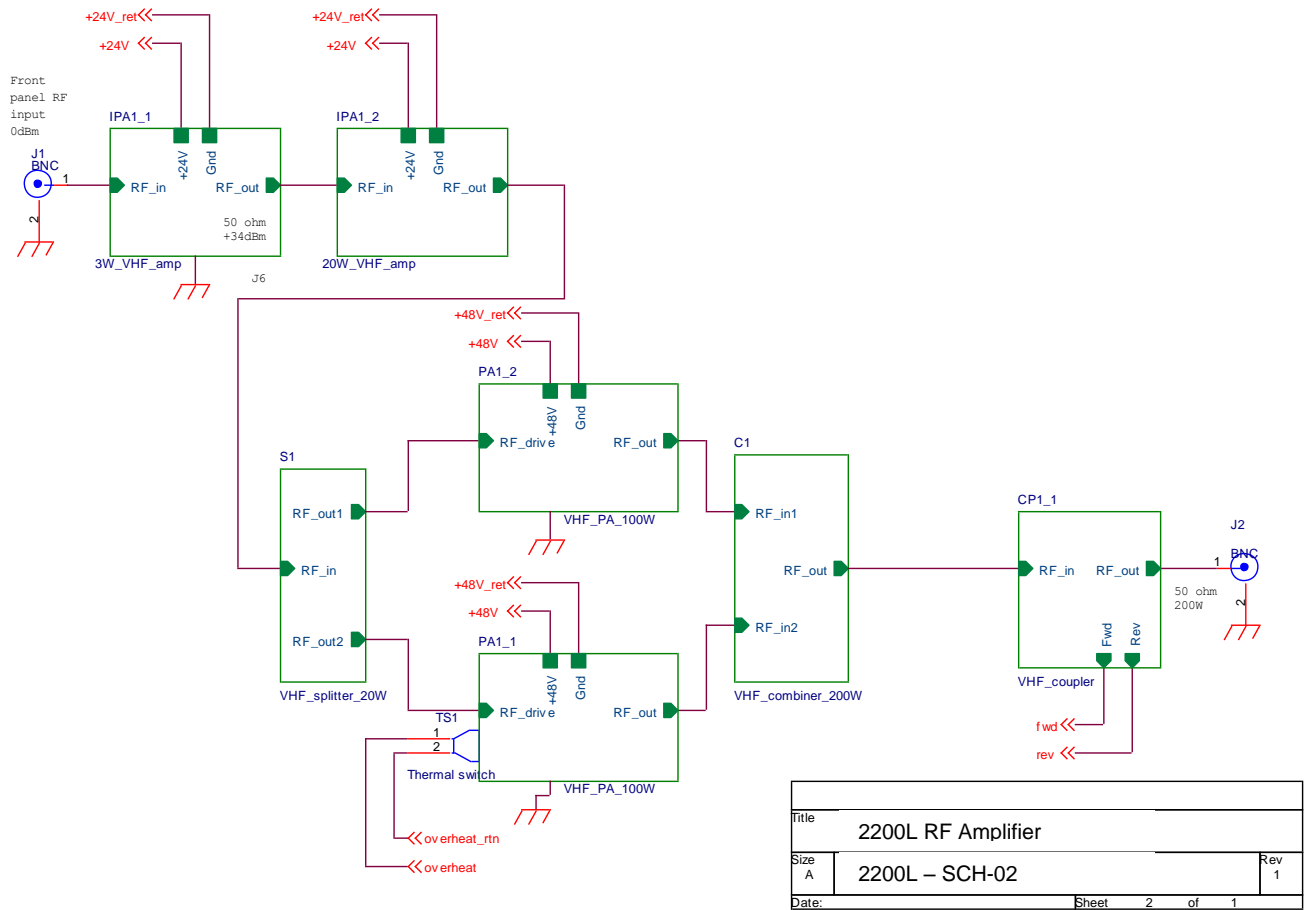 +24V_ret
+24V
+24V_ret
+24V
Front
panel RF
input
0dBm
J1
BNC
1
2
IPA1_1
+24V
Gnd
RF_in
RF_out
50 ohm
+34dBm
3W_VHF_amp
J6
IPA1_2
+24V
Gnd
RF_in
RF_out
20W_VHF_amp
+48V_ret
+48V
PA1_2
+48V
Gnd
RF_drive
RF_out
VHF_PA_100W
S1
RF_out1
RF_in
RF_out2
VHF_splitter_20W
+48V_ret
+48V
PA1_1
+48V
Gnd
RF_drive
RF_out
VHF_PA_100W
TS1
1
2
Thermal switch
overheat_rtn
overheat
C1
RF_in1
RF_out
RF_in2
VHF_combiner_200W
CP1_1
RF_in
RF_out
Fwd
Rev
VHF_coupler
fwd
rev
J2
BNC
1
2
50 ohm
200W
Title
2200L RF Amplifier
Size
A
2200L – SCH-02
Rev
1
Date:
Sheet 2 of 1